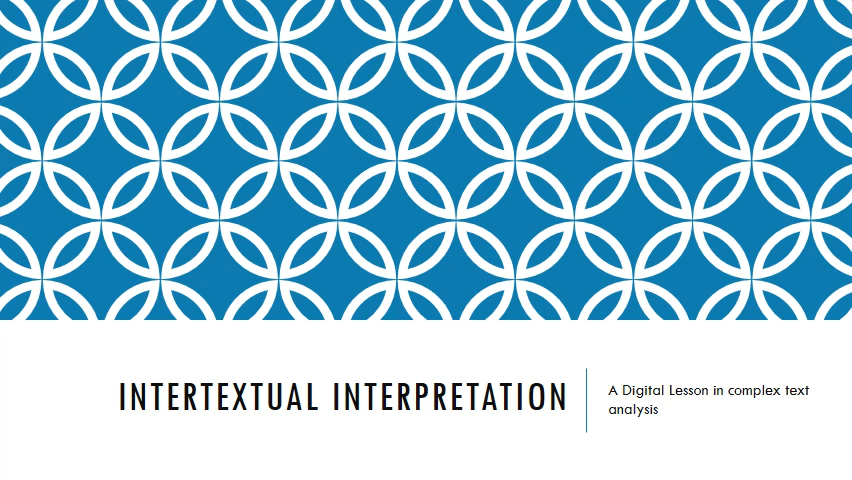 INTERTEXTUAL INTERPRETATION
A Digital Lesson in complex text
analysis